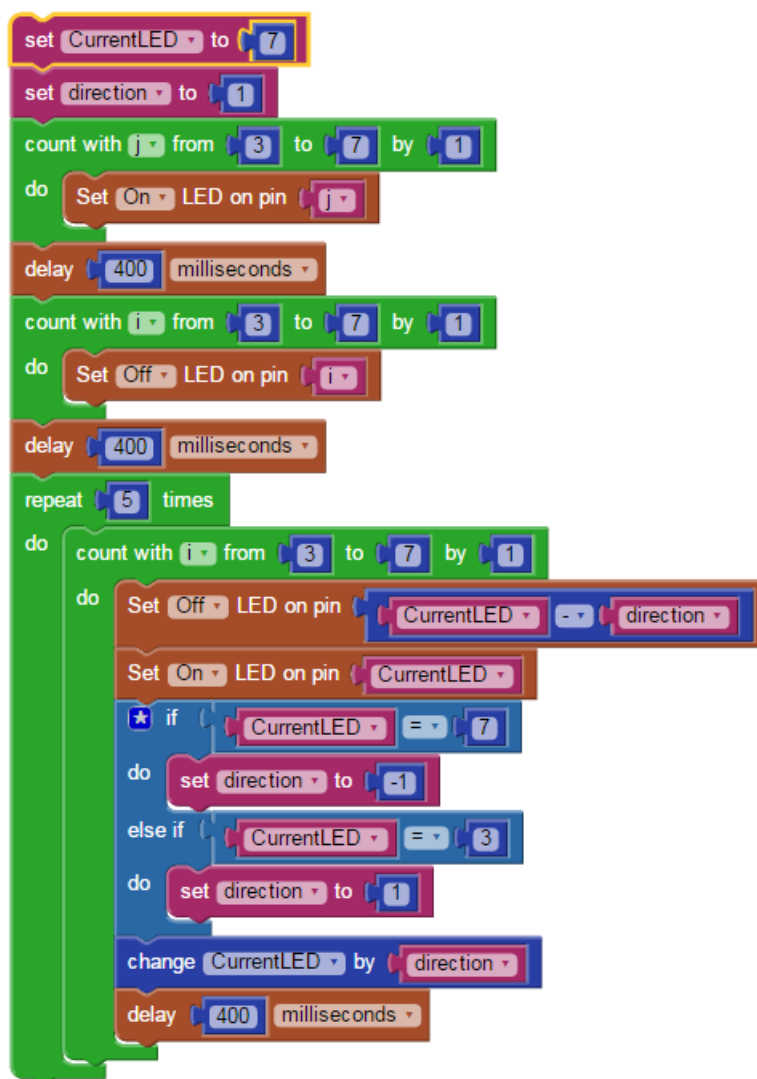 set CurrentLED to 7
set direction to 1
count with j from 3 to 7 by 1
do Set On LED on pin j
delay 400 milliseconds
count with i from 3 to 7 by 1
do Set Off LED on pin i
delay 400 milliseconds
repeat 5 times
do count with i from 3 to 7 by 1
do Set Off LED on pin CurrentLED - direction
Set On LED on pin CurrentLED
if CurrentLED = 7
do set direction to -1
else if CurrentLED = 3
do set direction to 1
change CurrentLED by direction
delay 400 milliseconds